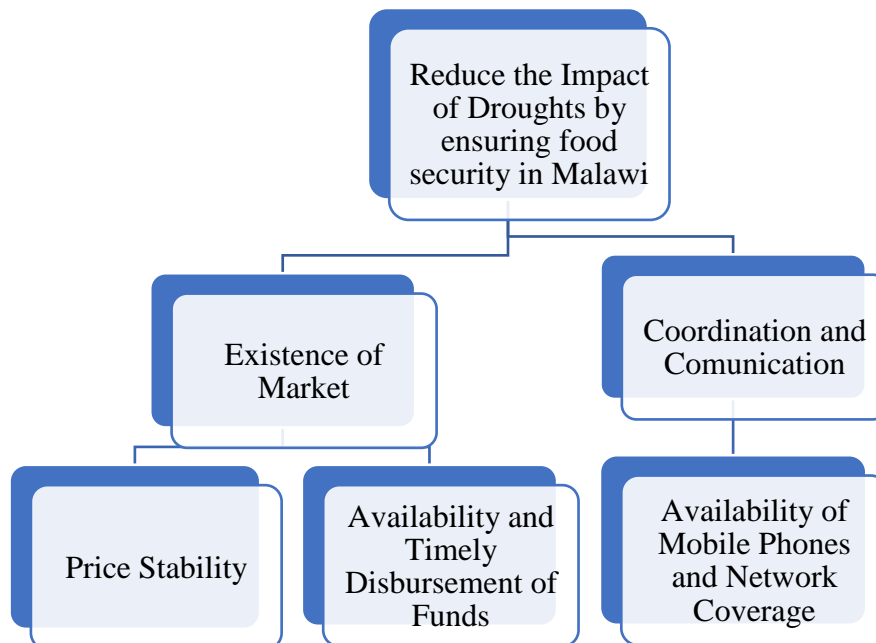 Reduce the Impact
of Droughts by
ensuring food
security in Malawi
Existence of
Market
Coordination and
Comunication
Price Stability
Availability and
Timely
Disbursement of
Funds
Availability of
Mobile Phones
and Network
Coverage